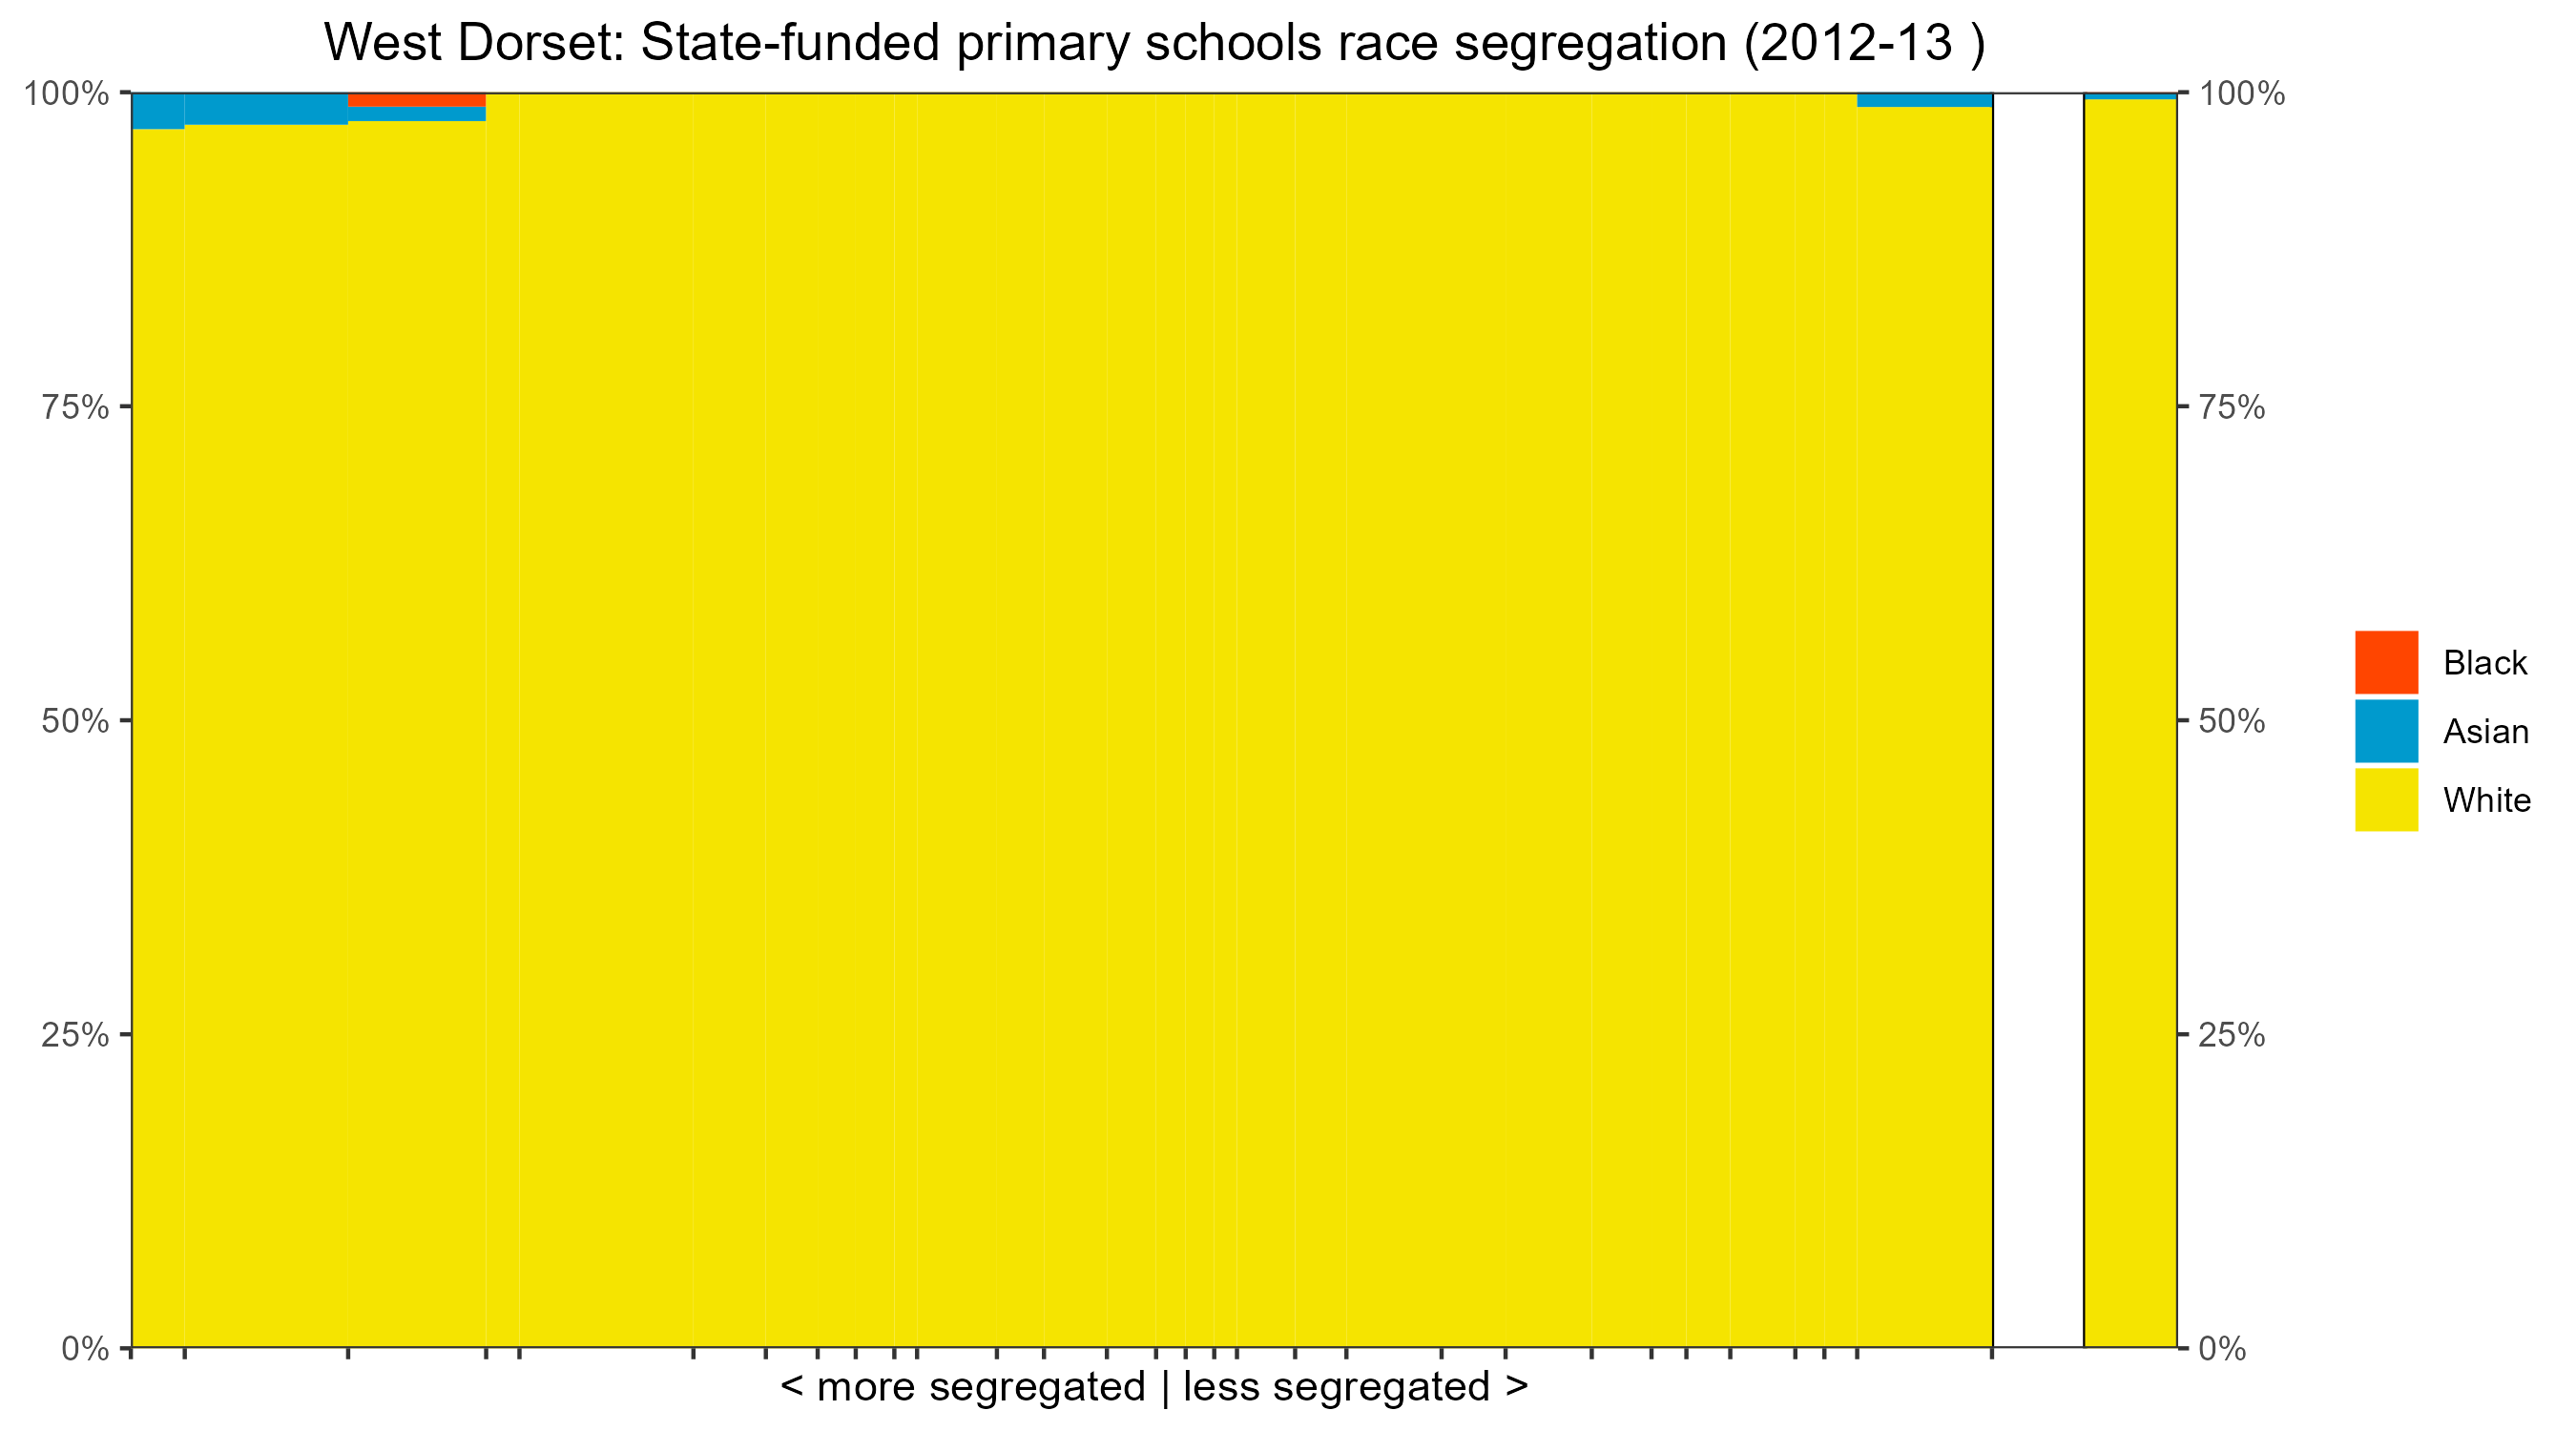 West Dorset: State-funded primary schools race segregation (2012-13 )
100%
100%
75%
75%
50%
50%
25%
25%
0%
0%
Black
Asian
White
< more segregated | less segregated >